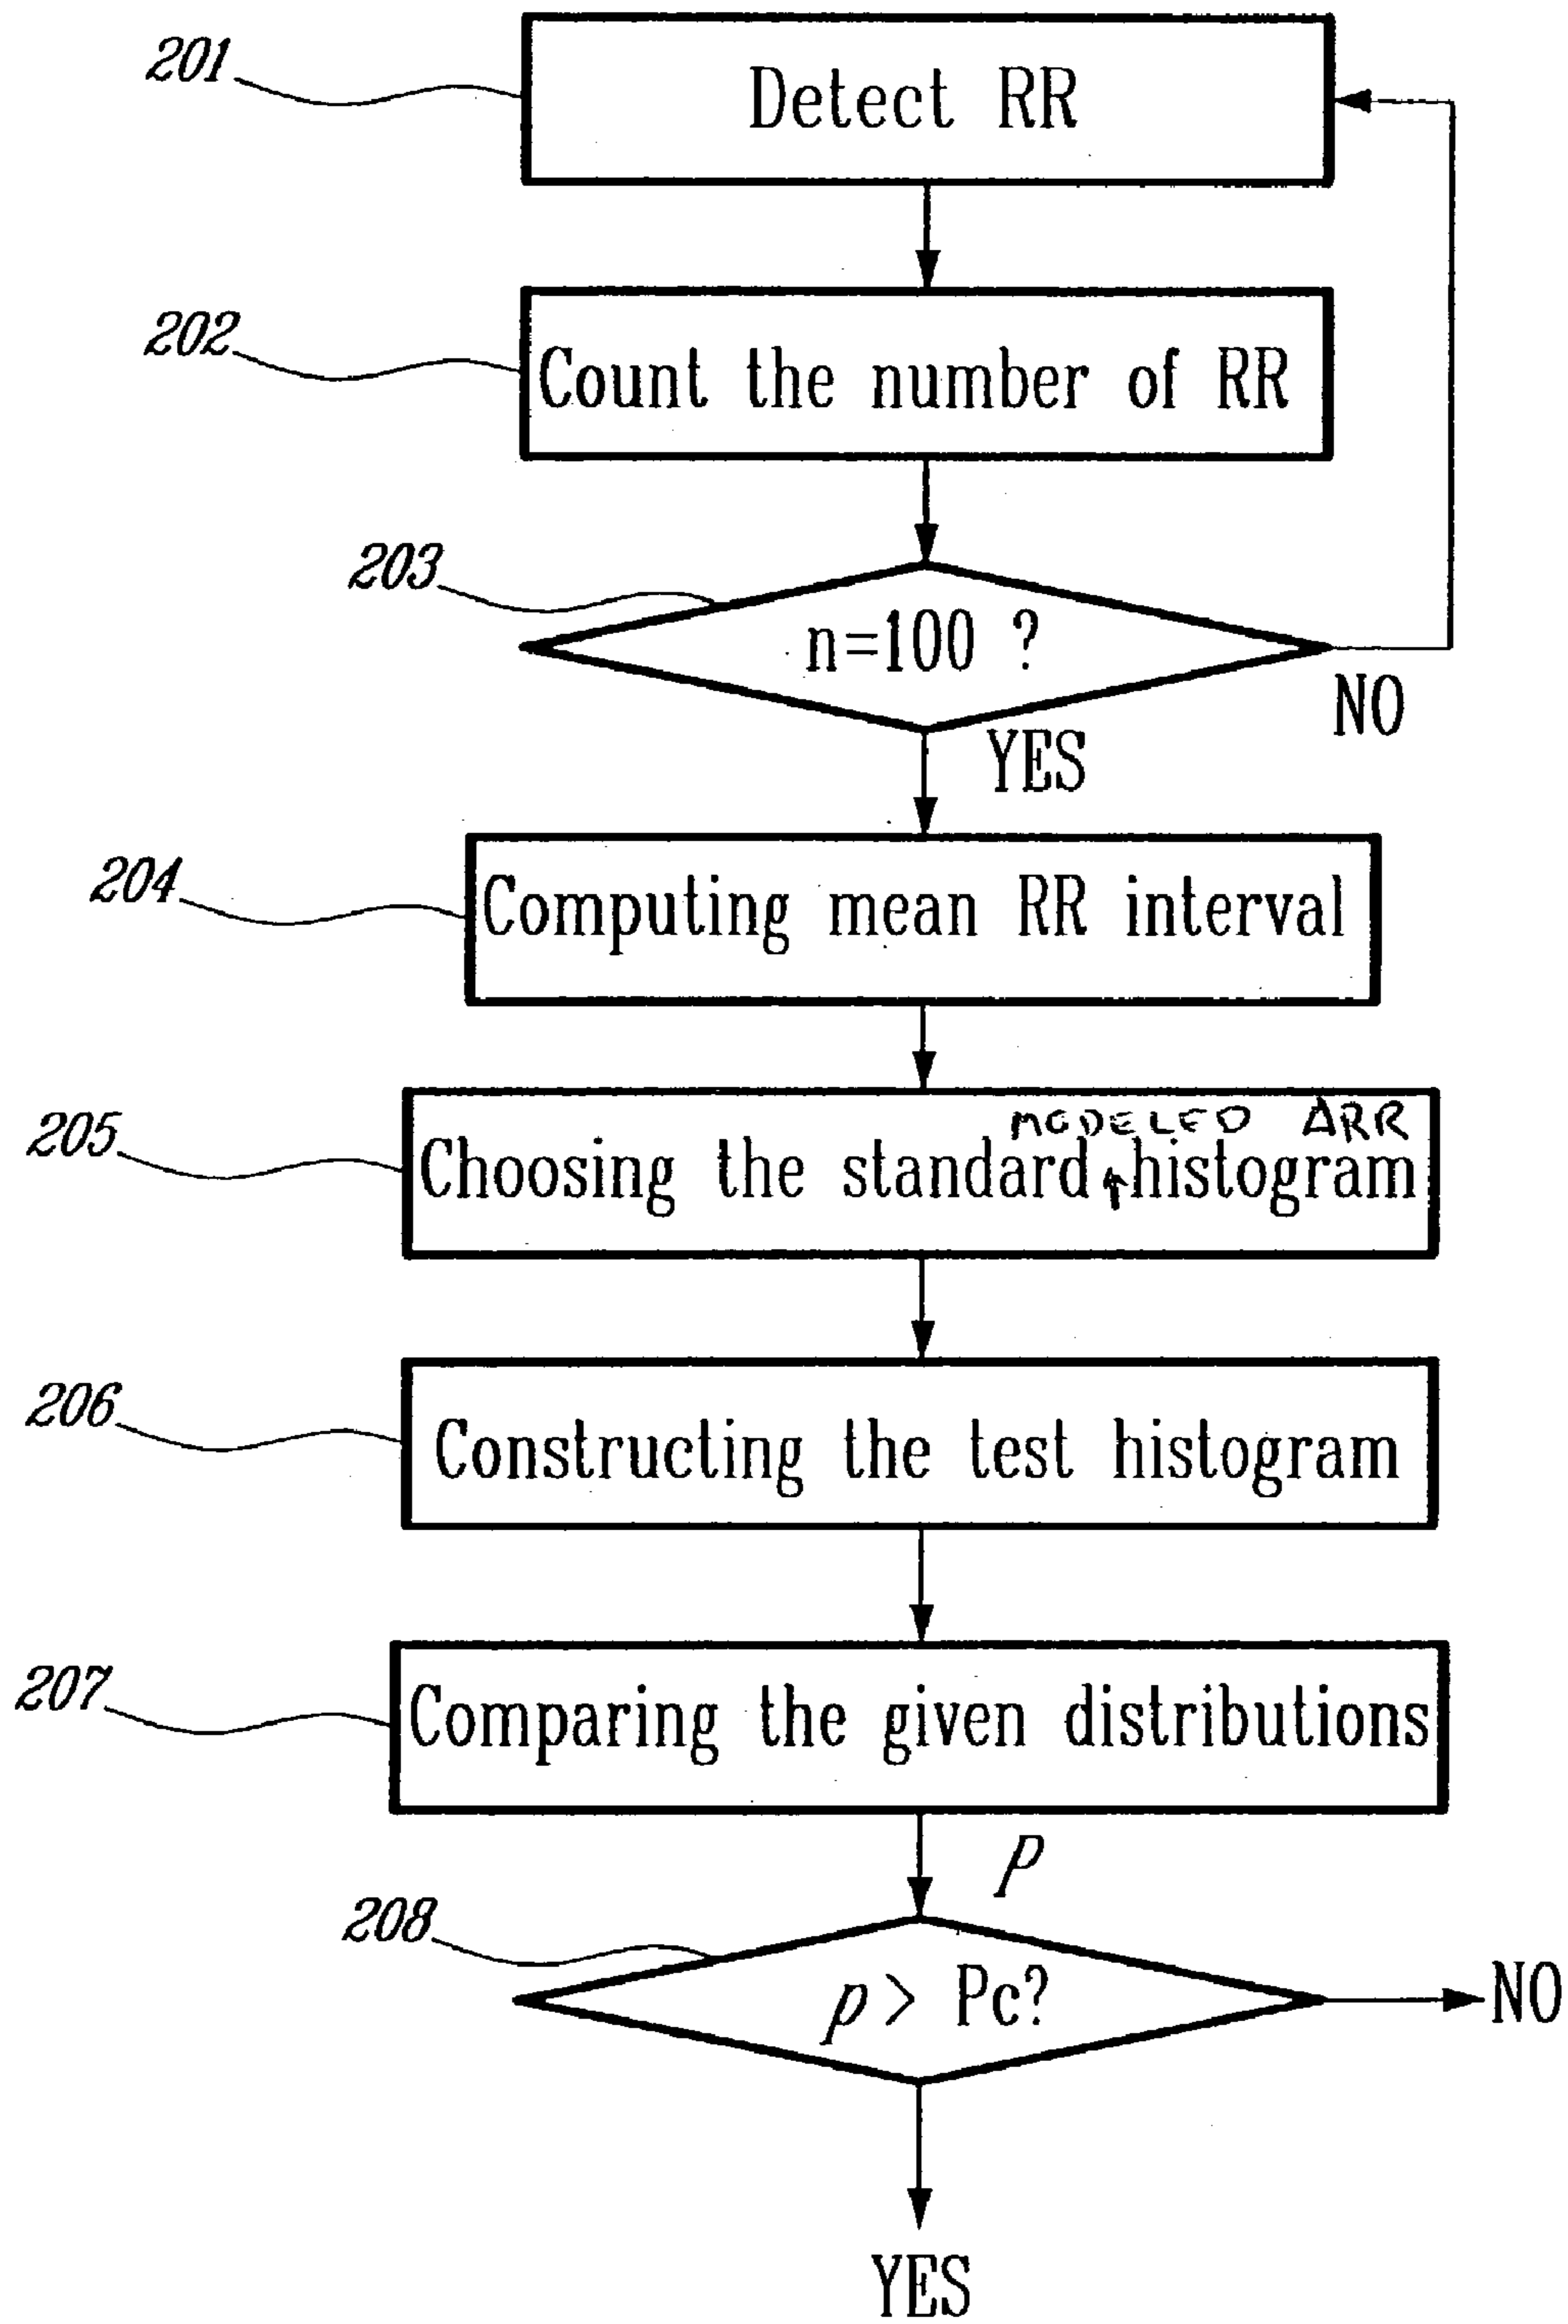 201
Detect RR
202
Count the number of RR
203
n=100 ?
NO
YES
204
Computing mean RR interval
205
MODELED ΔRR
Choosing the standard histogram
206
Constructing the test histogram
207
Comparing the given distributions
p
208
p > Pc?
NO
YES